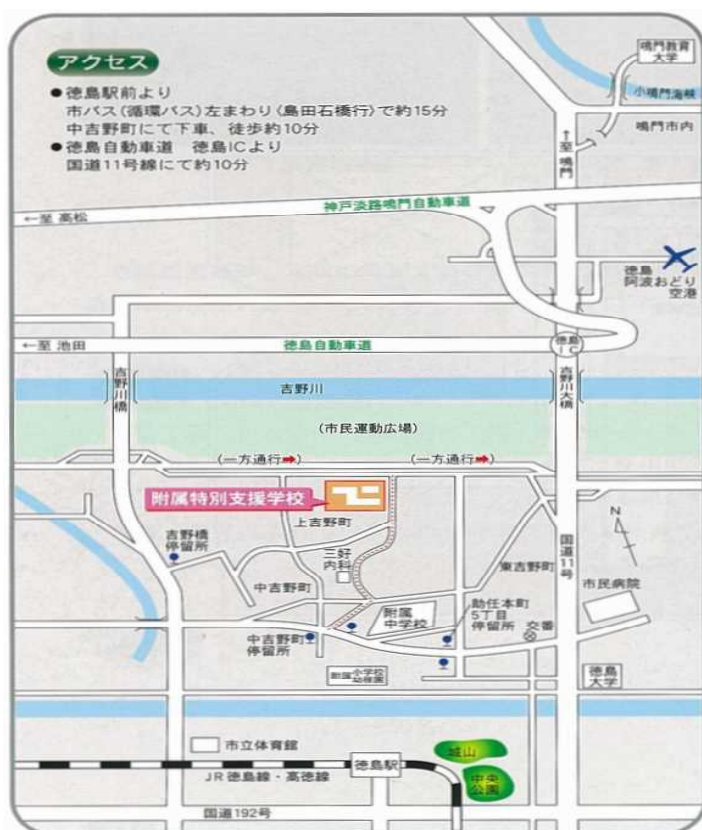 アクセス
●徳島駅前より
市バス(循環バス)左まわり〈島田石橋行〉で約15分
中吉野町にて下車、徒歩約10分
●徳島自動車道 徳島ICより
国道11号線にて約10分
鳴門教育
大学
小鳴門海峡
鳴門市内
←至 鳴門
神戸淡路鳴門自動車道
←至 高松
徳島
阿波おどり
空港
←至 池田
徳島自動車道
徳島
IC
吉野川橋
吉野川
吉野川大橋
(市民運動広場)
(一方通行➡)
(一方通行➡)
附属特別支援学校
上吉野町
N
吉野橋
停留所
三好
内科
国道11号
東吉野町
中吉野町
市民病院
附属
中学校
助任本町
5丁目
停留所
交番
中吉野町
停留所
附属小学校
幼稚園
徳島
大学
市立体育館
城山
徳島駅
中央
公園
JR徳島線・高徳線
国道192号